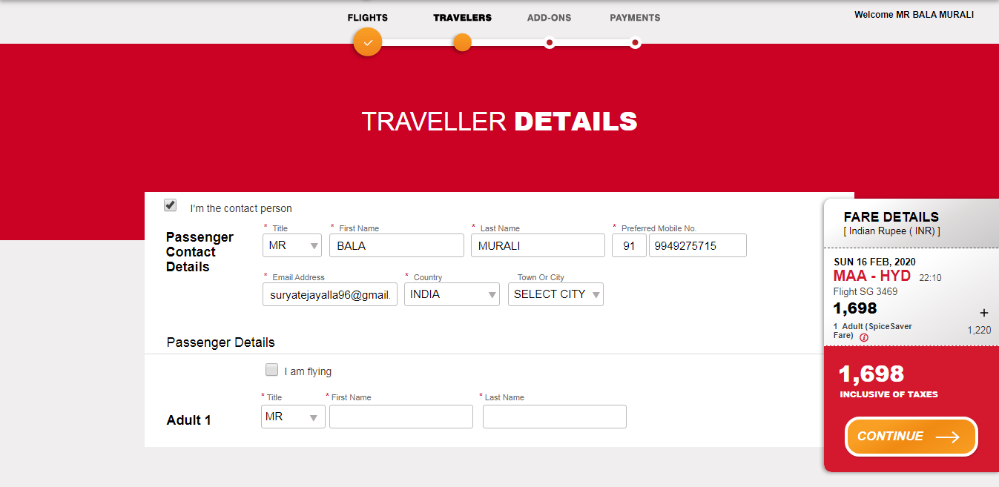 FLIGHTS TRAVELERS ADD-ONS PAYMENTS
Welcome MR BALA MURALI
TRAVELLER DETAILS
I'm the contact person
Passenger Contact Details
* Title * First Name * Last Name * Preferred Mobile No.
MR BALA MURALI 91 9949275715
* Email Address * Country Town Or City
suryatejayalla96@gmail. INDIA SELECT CITY
Passenger Details
I am flying
* Title * First Name * Last Name
Adult 1 MR
FARE DETAILS
[ Indian Rupee ( INR) ]
SUN 16 FEB, 2020
MAA - HYD 22:10
Flight SG 3469
1,698
+
1 Adult (SpiceSaver
Fare) i 1,220
1,698
INCLUSIVE OF TAXES
CONTINUE